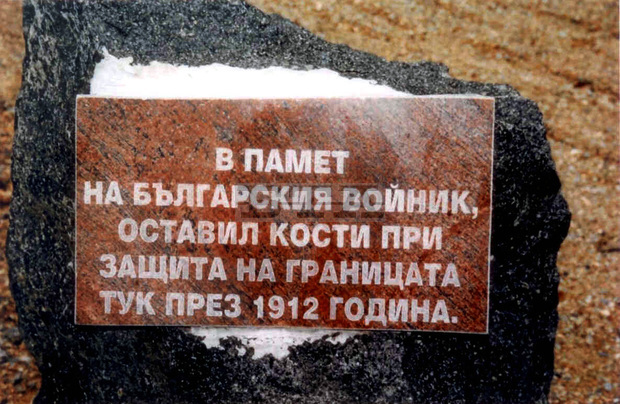 В ПАМЕТ
НА БЪЛГАРСКИЯ ВОЙНИК,
ОСТАВИЛ КОСТИ ПРИ
ЗАЩИТА НА ГРАНИЦАТА
ТУК ПРЕЗ 1912 ГОДИНА.